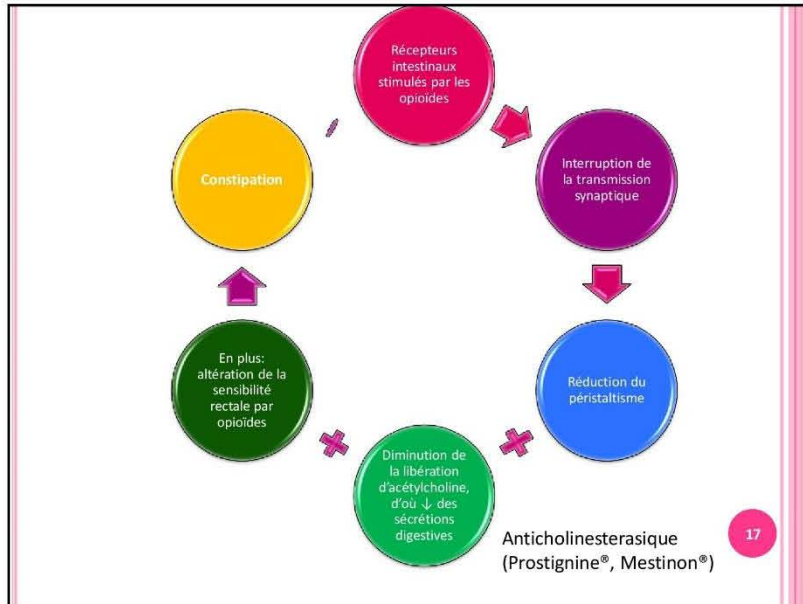 Récepteurs
intestinaux
stimulés par les
opioïdes
Interruption de
la transmission
synaptique
Réduction du
péristaltisme
Diminution de
la libération
d'acétylcholine,
d'où ↓ des
sécrétions
digestives
En plus:
altération de la
sensibilité
rectale par
opioïdes
Constipation
Anticholinesterasique
(Prostignine®, Mestinon®)
17